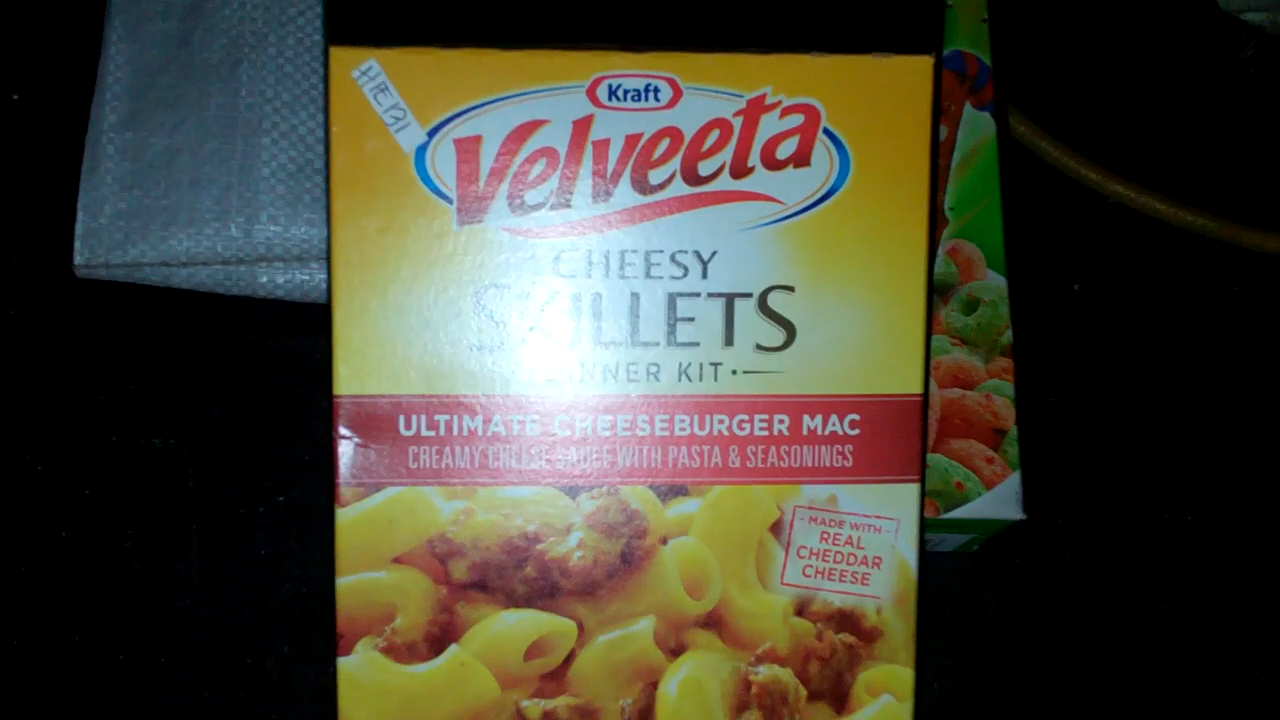 Kraft
Velveeta
CHEESY
SKILLETS
DINNER KIT
ULTIMATE CHEESEBURGER MAC
CREAMY CHEESE SAUCE WITH PASTA & SEASONINGS
- MADE WITH -
REAL
CHEDDAR
CHEESE